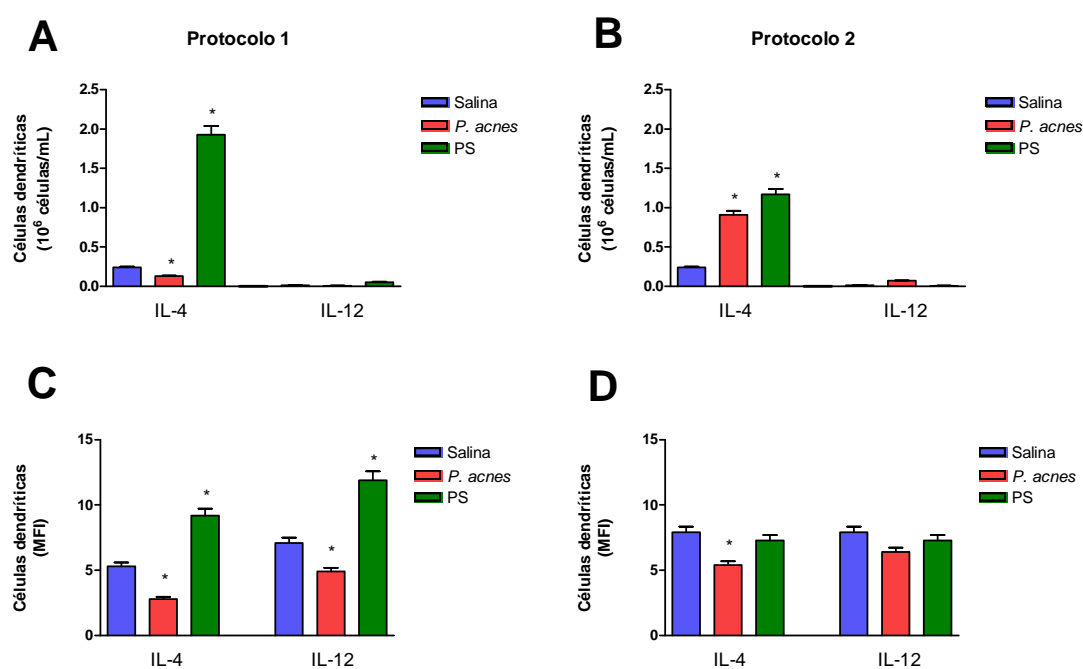 A
Protocolo 1
Células dendríticas
(10⁶ células/mL)
2.5
2.0
1.5
1.0
0.5
0.0
*
*
IL-4
IL-12
Salina
P. acnes
PS
B
Protocolo 2
Células dendríticas
(10⁶ células/mL)
2.5
2.0
1.5
1.0
0.5
0.0
*
*
IL-4
IL-12
Salina
P. acnes
PS
C
Células dendríticas
(MFI)
15
10
5
0
*
*
*
*
IL-4
IL-12
Salina
P. acnes
PS
D
Células dendríticas
(MFI)
15
10
5
0
*
IL-4
IL-12
Salina
P. acnes
PS